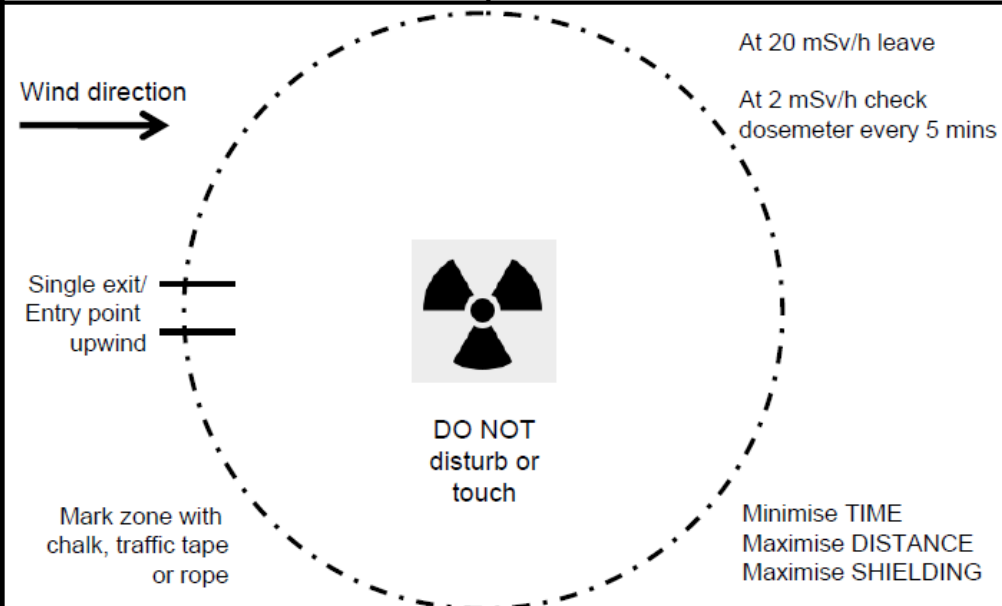 At 20 mSv/h leave
Wind direction
At 2 mSv/h check
dosemeter every 5 mins
Single exit/
Entry point
upwind
DO NOT
disturb or
touch
Mark zone with
chalk, traffic tape
or rope
Minimise TIME
Maximise DISTANCE
Maximise SHIELDING